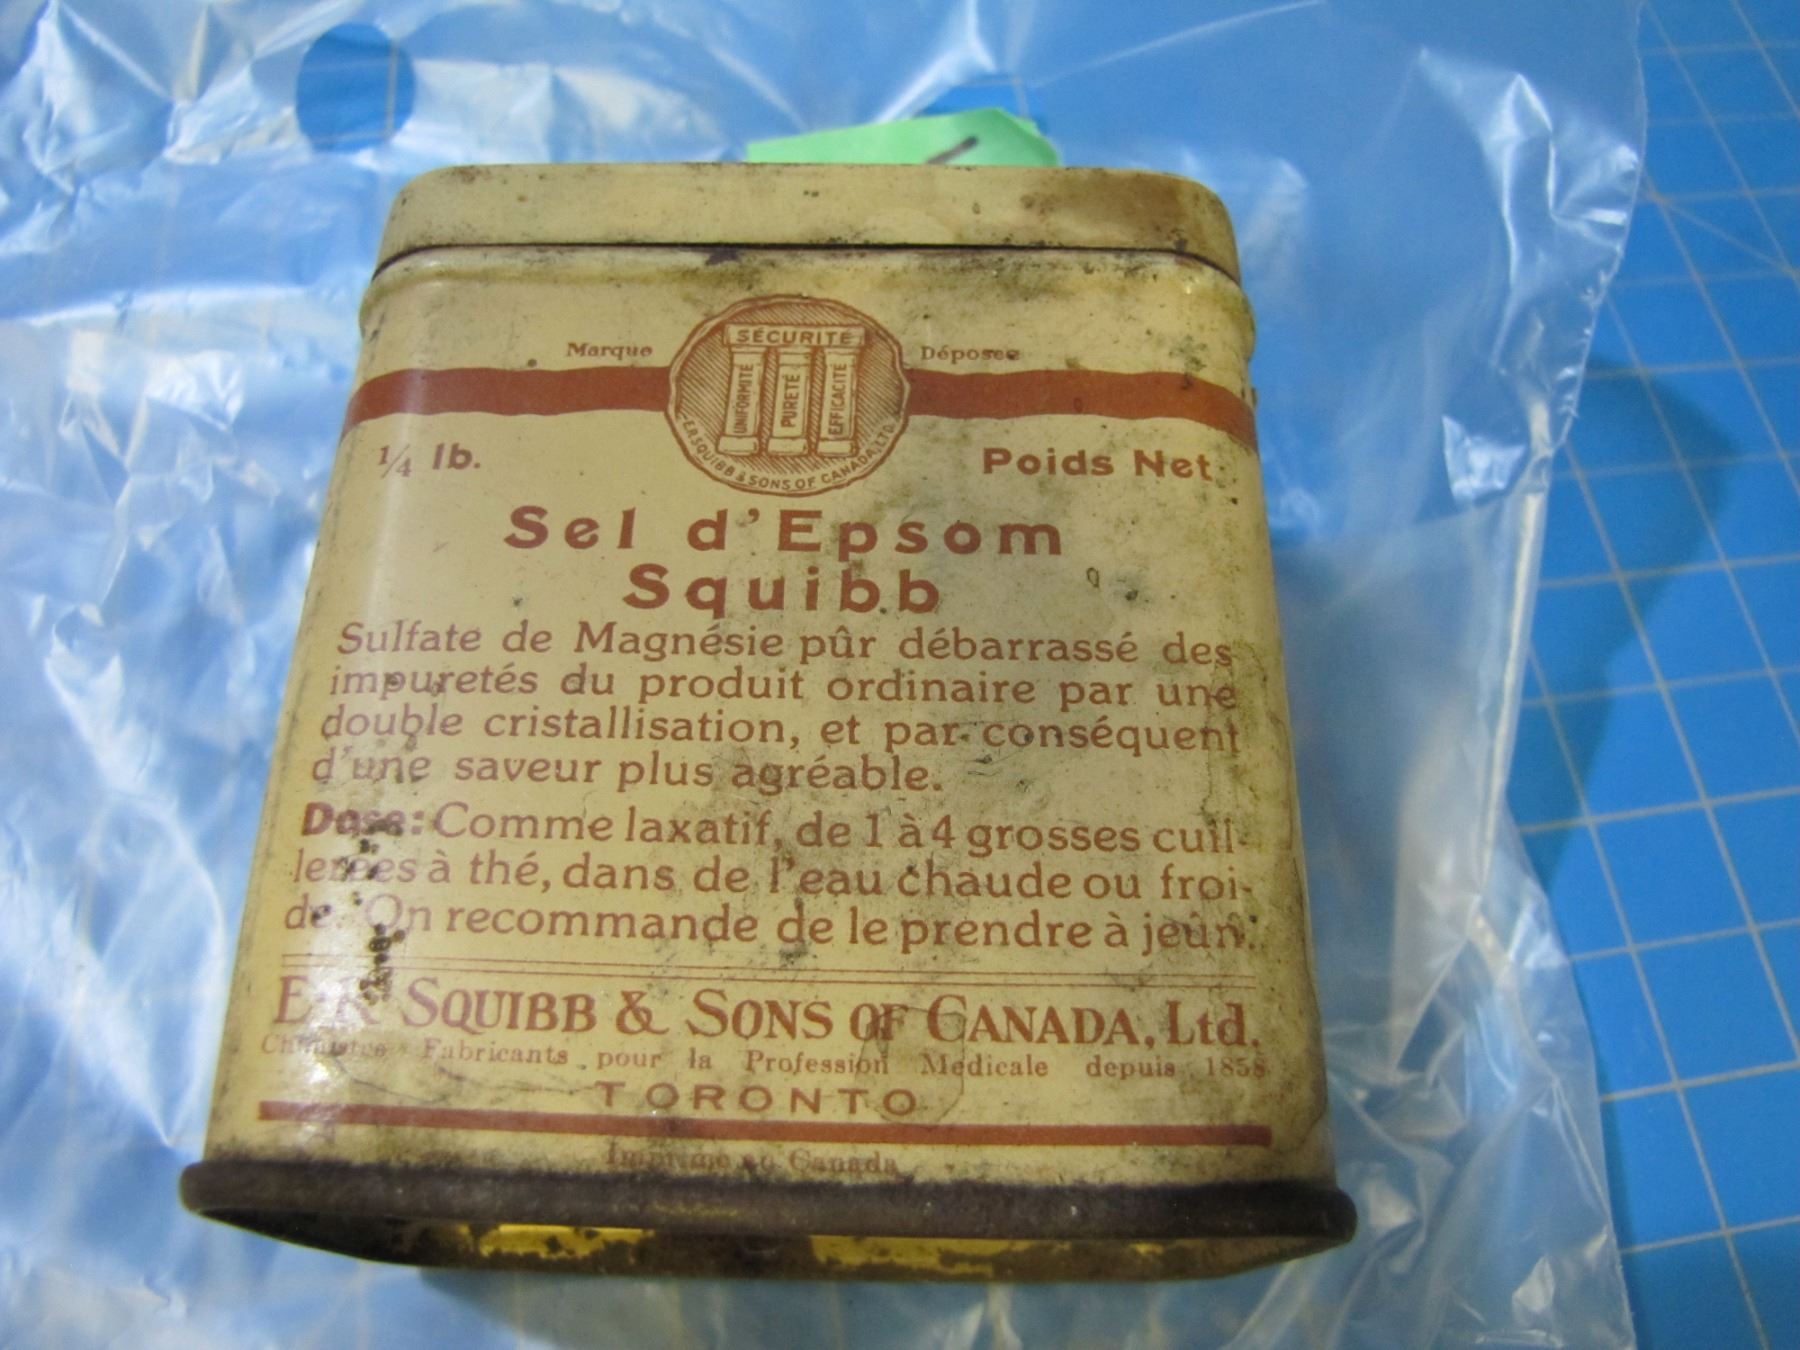 SÉCURITÉ
Marque Déposée
UNIFORMITÉ PURETÉ EFFICACITÉ
E.R. SQUIBB & SONS OF CANADA, LTD.
1/4 lb. Poids Net
Sel d'Epsom
Squibb
Sulfate de Magnésie pûr débarrassé des
impuretés du produit ordinaire par une
double cristallisation, et par conséquent
d'une saveur plus agréable.
Dose: Comme laxatif, de 1 à 4 grosses cuil-
lerées à thé, dans de l'eau chaude ou froi-
de. On recommande de le prendre à jeûn.
E·R SQUIBB & SONS OF CANADA, Ltd.
Chimistes Fabricants pour la Profession Médicale depuis 1858
TORONTO
Imprimé au Canada